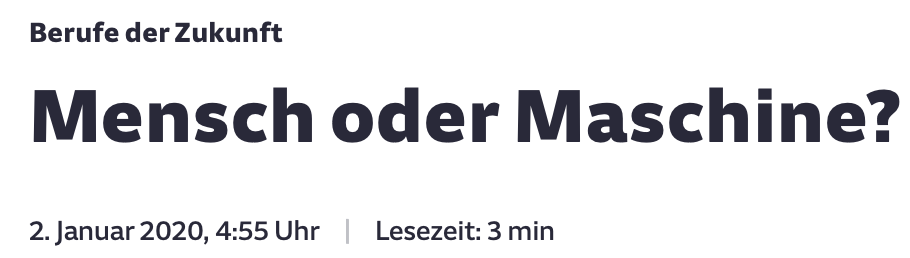 Berufe der Zukunft
Mensch oder Maschine?
2. Januar 2020, 4:55 Uhr | Lesezeit: 3 min